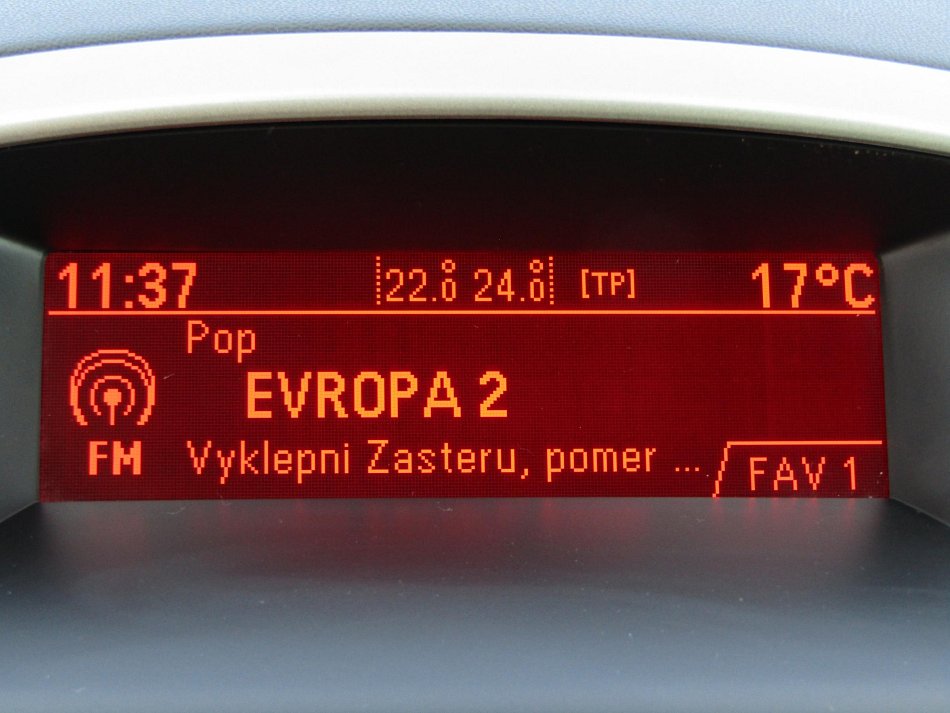 11:37 22.0° 24.0° [TP] 17°C
Pop
EVROPA 2
FM Vyklepni Zasteru, pomer ... FAV 1